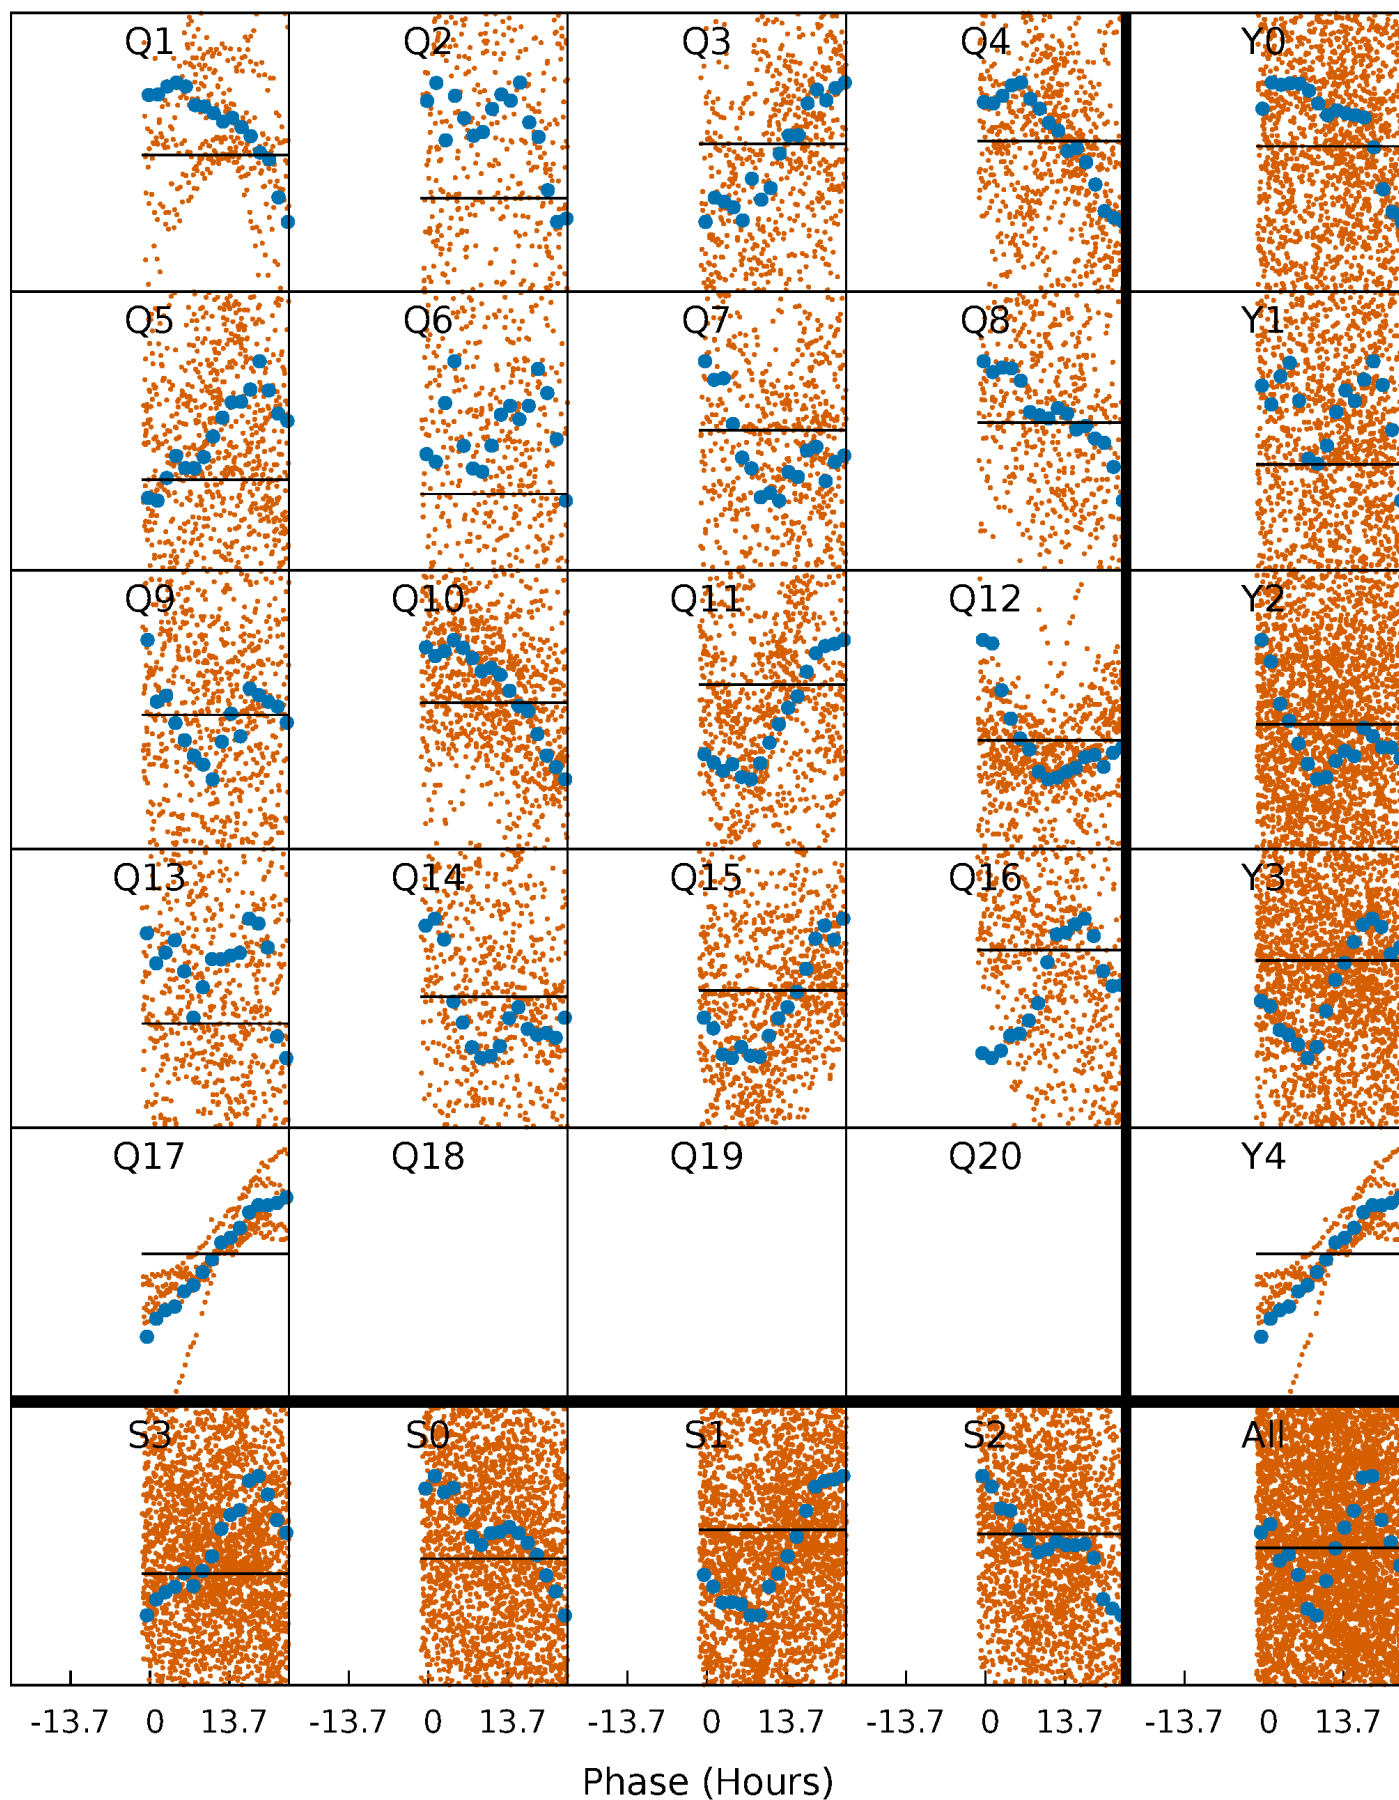 Q1 Q2 Q3 Q4 Y0
Q5 Q6 Q7 Q8 Y1
Q9 Q10 Q11 Q12 Y2
Q13 Q14 Q15 Q16 Y3
Q17 Q18 Q19 Q20 Y4
S3 S0 S1 S2 All
-13.7 0 13.7 -13.7 0 13.7 -13.7 0 13.7 -13.7 0 13.7 -13.7 0 13.7
Phase (Hours)